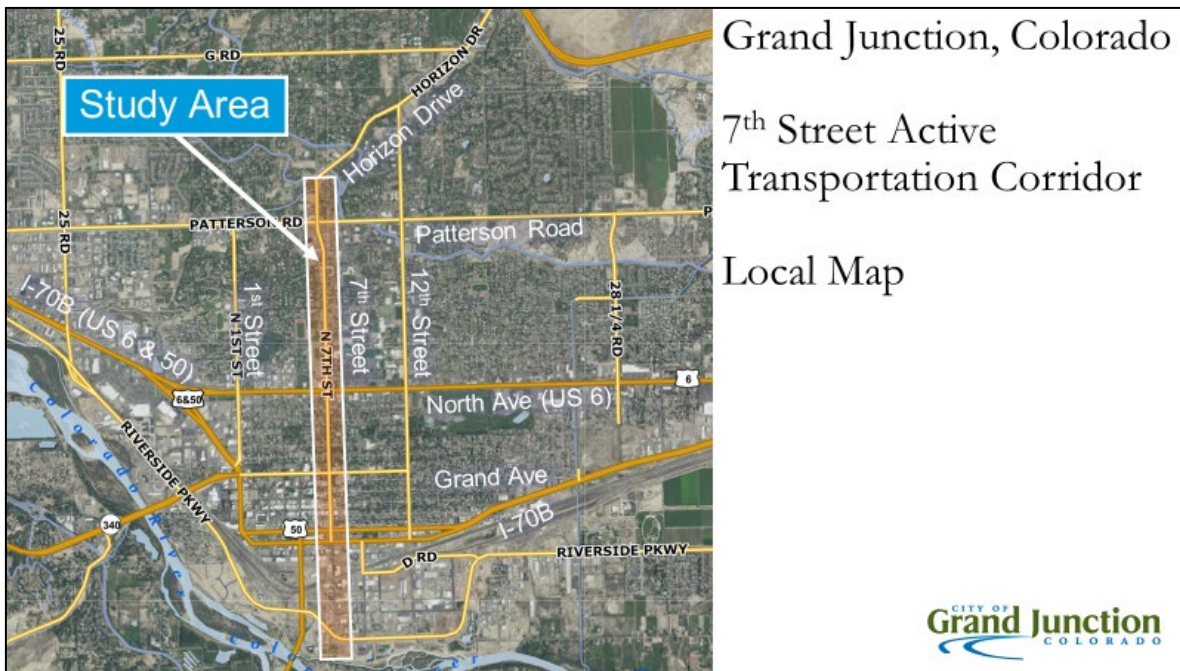 Grand Junction, Colorado
7th Street Active
Transportation Corridor
Local Map
Study Area
25 RD
G RD
HORIZON DR
Horizon Drive
PATTERSON RD
P
Patterson Road
25 RD
1st Street
N 1ST ST
7th Street
N 7TH ST
12th Street
28 1/4 RD
I-70B (US 6 & 50)
6&50
6
North Ave (US 6)
Colorado River
RIVERSIDE PKWY
Grand Ave
I-70B
340
50
D RD
RIVERSIDE PKWY
CITY OF
Grand Junction
COLORADO